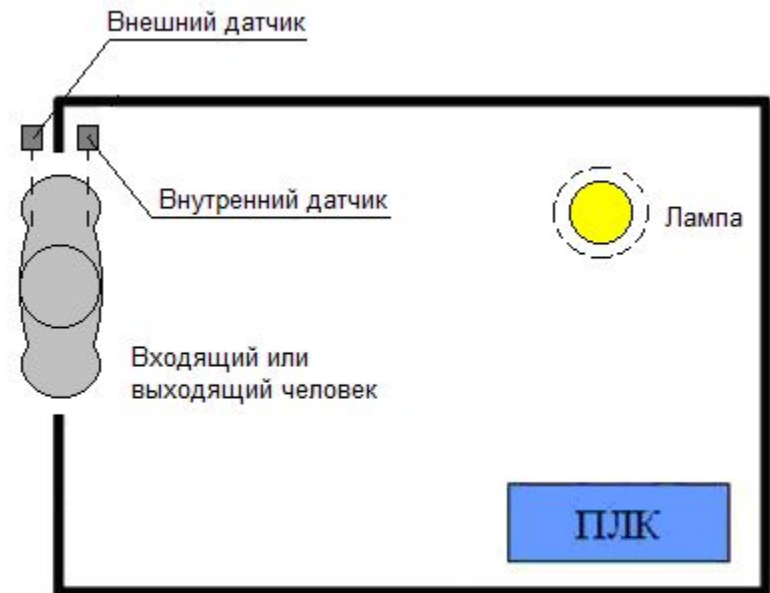 Внешний датчик
Внутренний датчик
Лампа
Входящий или
выходящий человек
ПЛК